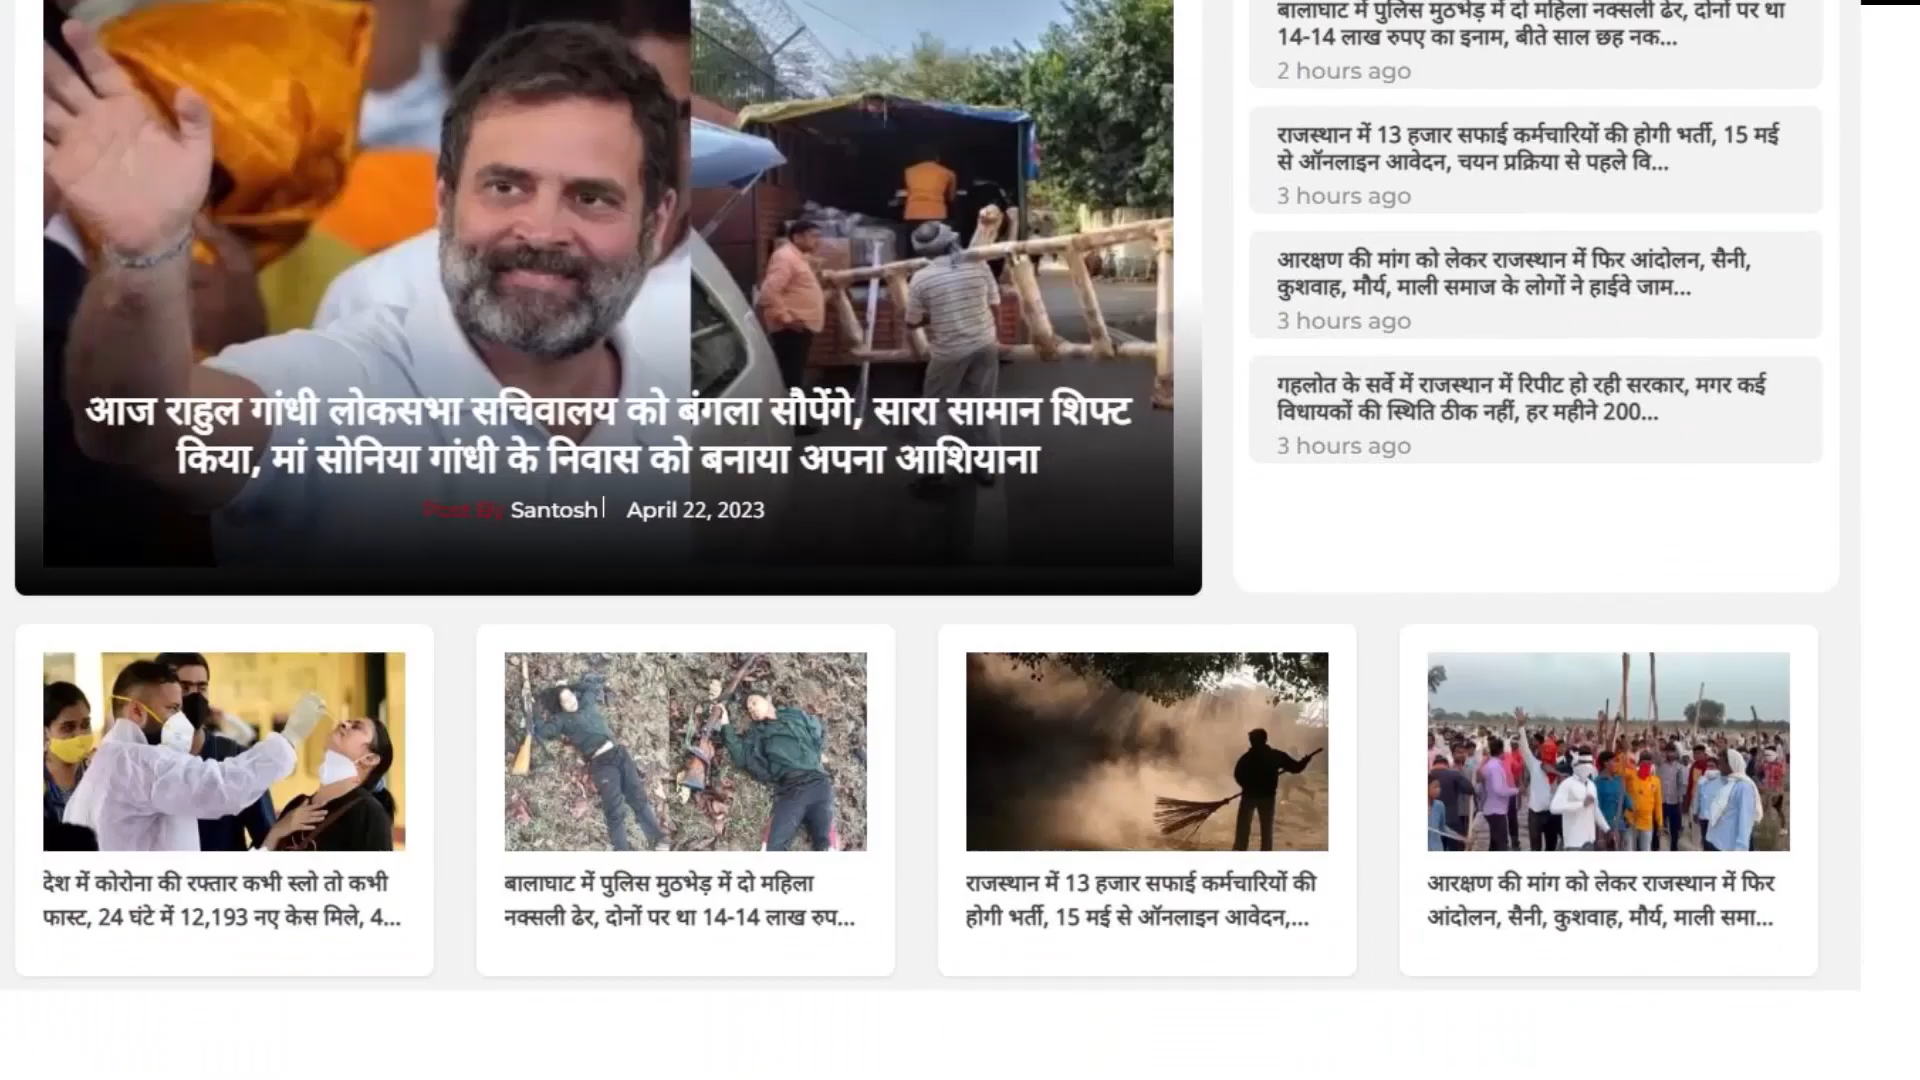 आज राहुल गांधी लोकसभा सचिवालय को बंगला सौपेंगे, सारा सामान शिफ्ट
किया, मां सोनिया गांधी के निवास को बनाया अपना आशियाना
Post By Santosh | April 22, 2023
बालाघाट में पुलिस मुठभेड़ में दो महिला नक्सली ढेर, दोनों पर था
14-14 लाख रुपए का इनाम, बीते साल छह नक...
2 hours ago
राजस्थान में 13 हजार सफाई कर्मचारियों की होगी भर्ती, 15 मई
से ऑनलाइन आवेदन, चयन प्रक्रिया से पहले वि...
3 hours ago
आरक्षण की मांग को लेकर राजस्थान में फिर आंदोलन, सैनी,
कुशवाह, मौर्य, माली समाज के लोगों ने हाईवे जाम...
3 hours ago
गहलोत के सर्वे में राजस्थान में रिपीट हो रही सरकार, मगर कई
विधायकों की स्थिति ठीक नहीं, हर महीने 200...
3 hours ago
देश में कोरोना की रफ्तार कभी स्लो तो कभी
फास्ट, 24 घंटे में 12,193 नए केस मिले, 4...
बालाघाट में पुलिस मुठभेड़ में दो महिला
नक्सली ढेर, दोनों पर था 14-14 लाख रुप...
राजस्थान में 13 हजार सफाई कर्मचारियों की
होगी भर्ती, 15 मई से ऑनलाइन आवेदन,...
आरक्षण की मांग को लेकर राजस्थान में फिर
आंदोलन, सैनी, कुशवाह, मौर्य, माली समा...